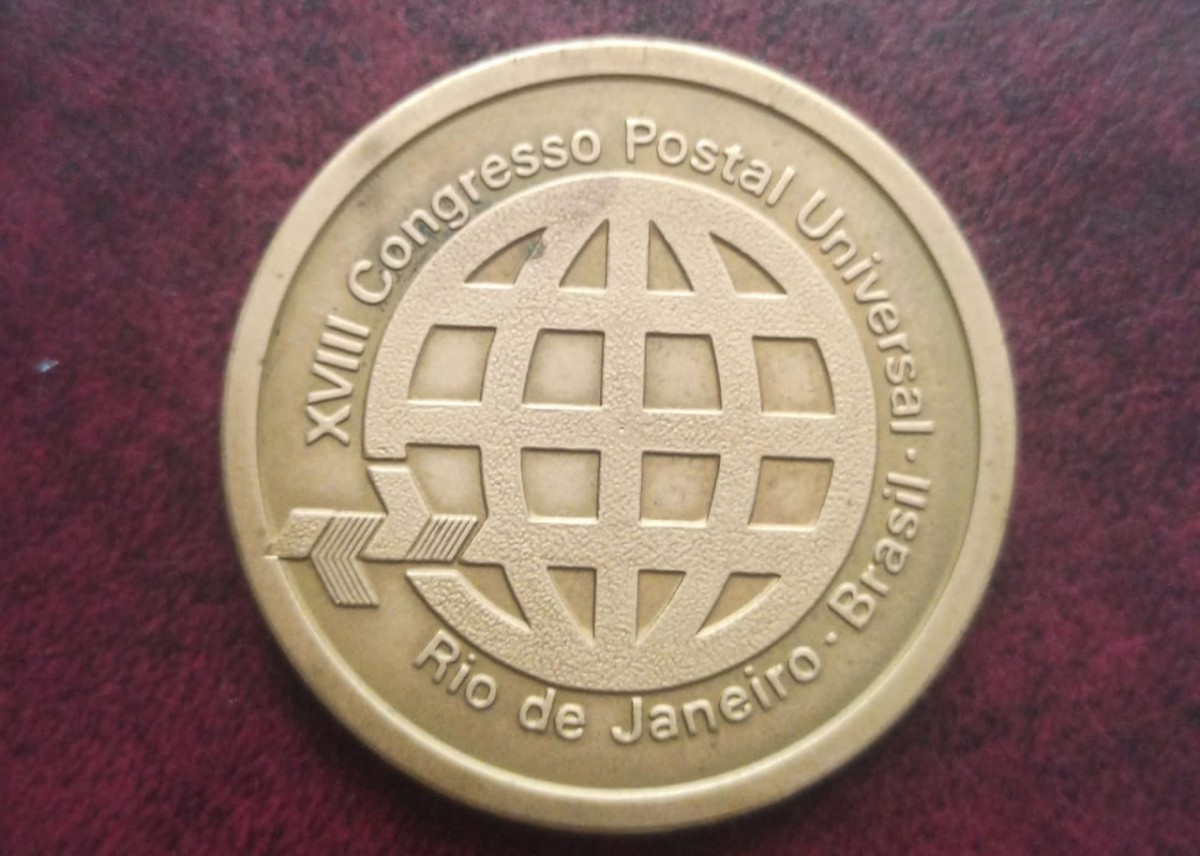 XVIII Congresso Postal Universal · Brasil ·
Rio de Janeiro